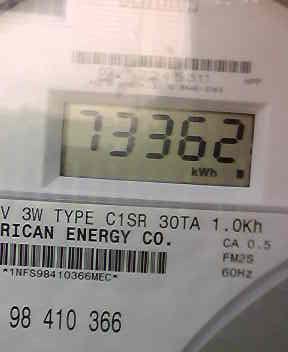 73362
kWh
V 3W TYPE C1SR 30TA 1.0Kh
RICAN ENERGY CO.
CA 0.5
FM2S
60Hz
*1NFS98410366MEC*
98 410 366